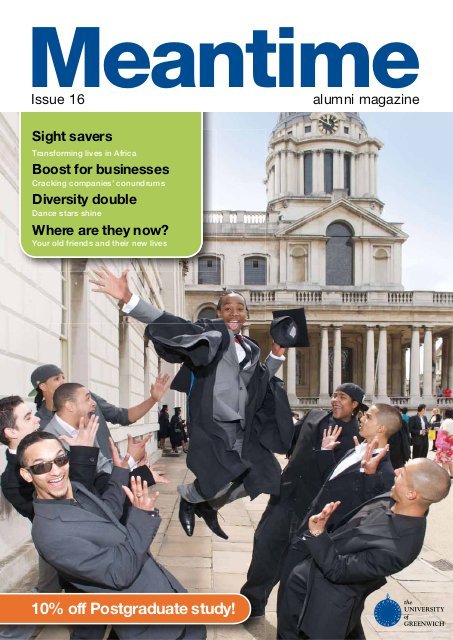 Meantime
Issue 16
alumni magazine
Sight savers
Transforming lives in Africa
Boost for businesses
Cracking companies' conundrums
Diversity double
Dance stars shine
Where are they now?
Your old friends and their new lives
10% off Postgraduate study!
the
UNIVERSITY
of
GREENWICH